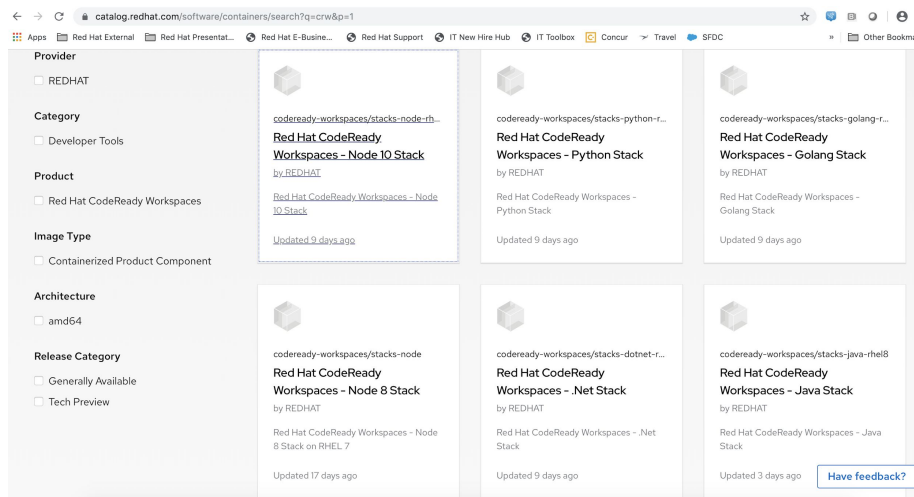 catalog.redhat.com/software/containers/search?q=crw&p=1
Apps Red Hat External Red Hat Presentat... Red Hat E-Busine... Red Hat Support IT New Hire Hub IT Toolbox Concur Travel SFDC » Other Bookma
Provider
REDHAT
Category
Developer Tools
Product
Red Hat CodeReady Workspaces
Image Type
Containerized Product Component
Architecture
amd64
Release Category
Generally Available
Tech Preview
codeready-workspaces/stacks-node-rh...
Red Hat CodeReady
Workspaces - Node 10 Stack
by REDHAT
Red Hat CodeReady Workspaces - Node
10 Stack
Updated 9 days ago
codeready-workspaces/stacks-python-r...
Red Hat CodeReady
Workspaces - Python Stack
by REDHAT
Red Hat CodeReady Workspaces -
Python Stack
Updated 9 days ago
codeready-workspaces/stacks-golang-r...
Red Hat CodeReady
Workspaces - Golang Stack
by REDHAT
Red Hat CodeReady Workspaces -
Golang Stack
Updated 9 days ago
codeready-workspaces/stacks-node
Red Hat CodeReady
Workspaces - Node 8 Stack
by REDHAT
Red Hat CodeReady Workspaces - Node
8 Stack on RHEL 7
Updated 17 days ago
codeready-workspaces/stacks-dotnet-r...
Red Hat CodeReady
Workspaces - .Net Stack
by REDHAT
Red Hat CodeReady Workspaces - .Net
Stack
Updated 9 days ago
codeready-workspaces/stacks-java-rhel8
Red Hat CodeReady
Workspaces - Java Stack
by REDHAT
Red Hat CodeReady Workspaces - Java
Stack
Updated 3 days ago
Have feedback?